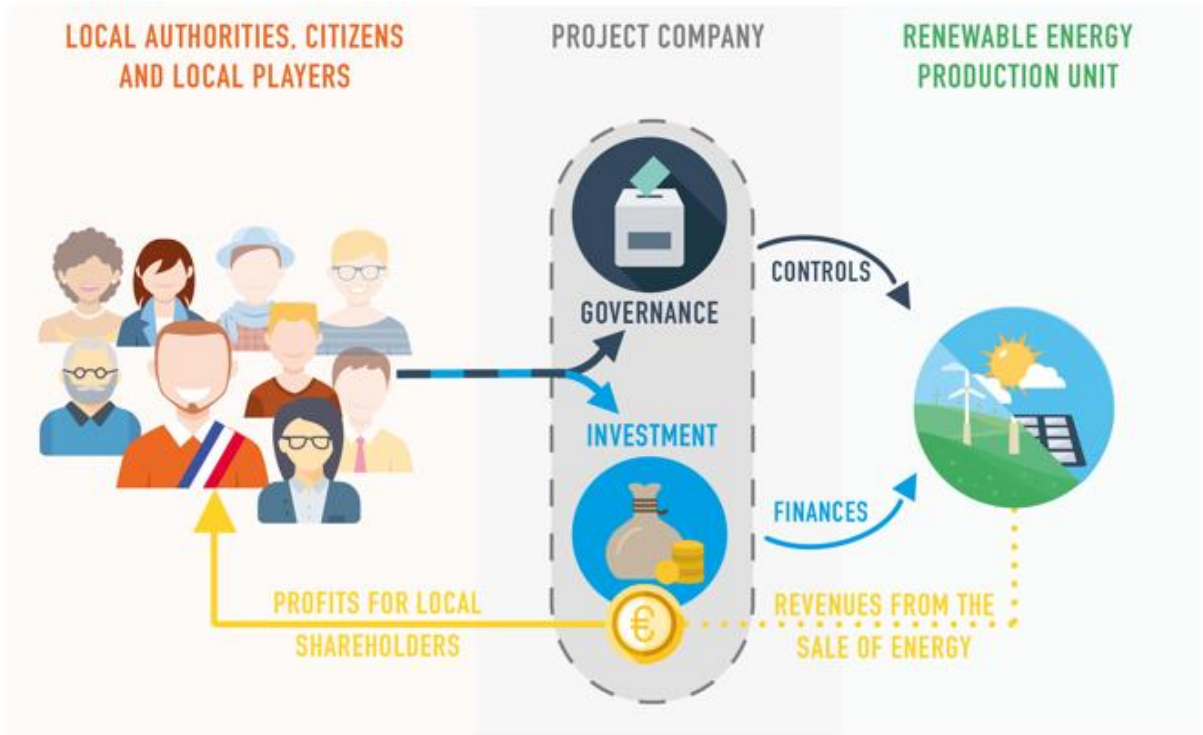 LOCAL AUTHORITIES, CITIZENS
AND LOCAL PLAYERS
PROJECT COMPANY
RENEWABLE ENERGY
PRODUCTION UNIT
GOVERNANCE
CONTROLS
INVESTMENT
FINANCES
PROFITS FOR LOCAL
SHAREHOLDERS
€
REVENUES FROM THE
SALE OF ENERGY